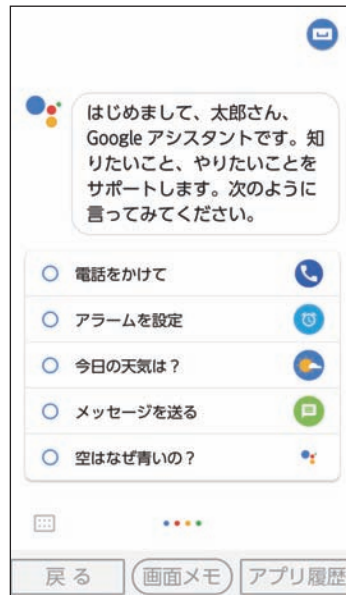 はじめまして、太郎さん、
Google アシスタントです。知
りたいこと、やりたいことを
サポートします。次のように
言ってみてください。
電話をかけて
アラームを設定
今日の天気は？
メッセージを送る
空はなぜ青いの？
戻る 画面メモ アプリ履歴